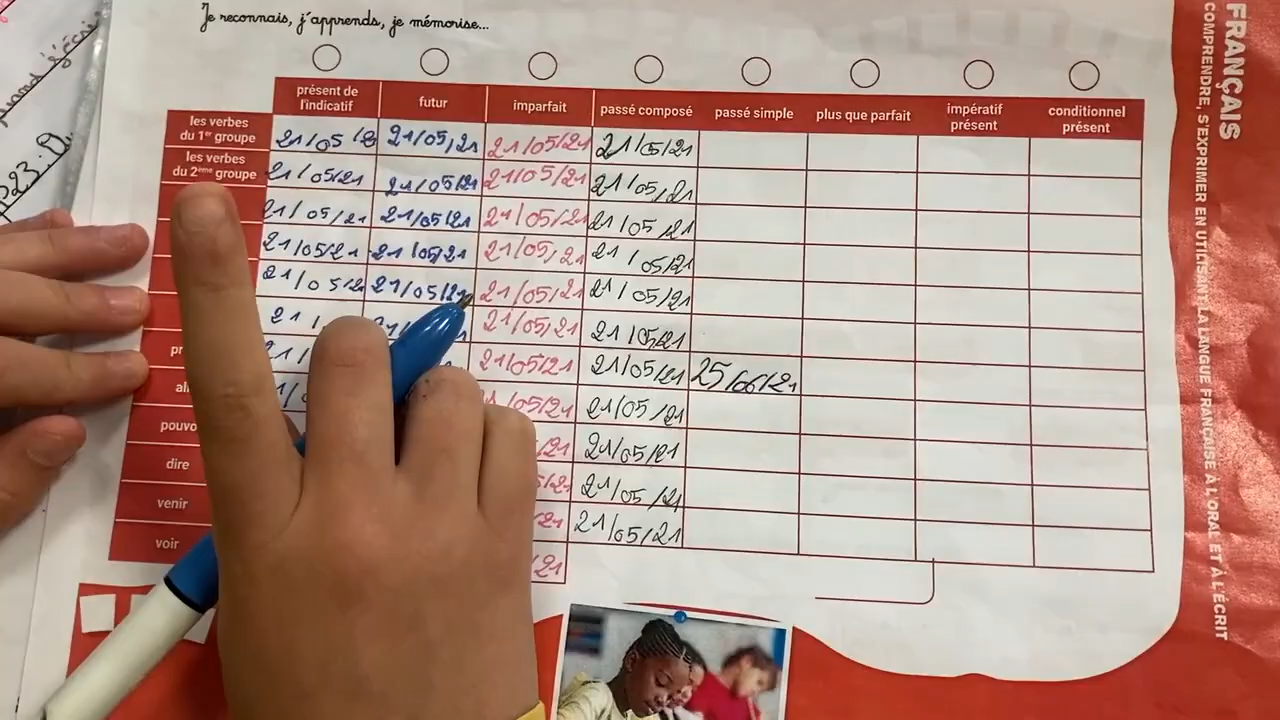 Je reconnais, j'apprends, je mémorise...
présent de l'indicatif futur imparfait passé composé passé simple plus que parfait impératif présent conditionnel présent
les verbes du 1er groupe 21/05/21 21/05/21 21/05/21 21/05/21
les verbes du 2ème groupe 21/05/21 21/05/21 21/05/21 21/05/21
21/05/21 21/05/21 21/05/21 21/05/21
21/05/21 21/05/21 21/05/21 21/05/21
21/05/21 21/05/21 21/05/21 21/05/21
21/ 21/05/21 21/05/21
21/05/21 21/05/21 25/06/21
21/05/21
pouvo 21/05/21
dire 21/05/21
venir 21/05/21
voir
FRANÇAIS
COMPRENDRE, S'EXPRIMER EN UTILISANT LA LANGUE FRANÇAISE À L'ORAL ET À L'ÉCRIT